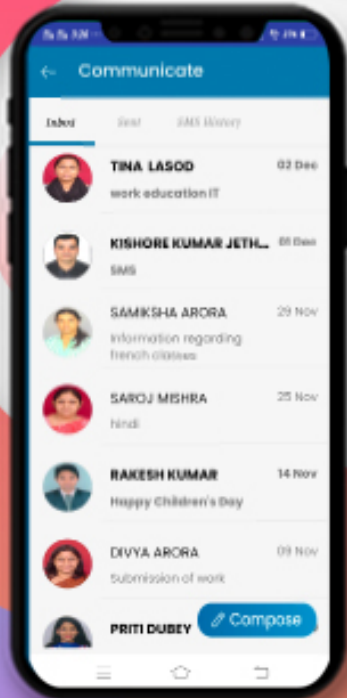 Communicate
Inbox Sent SMS History
TINA LASOD 02 Dec
work education IT
KISHORE KUMAR JETH... 01 Dec
SMS
SAMIKSHA ARORA 29 Nov
Information regarding
french classes
SAROJ MISHRA 25 Nov
hindi
RAKESH KUMAR 14 Nov
Happy Children's Day
DIVYA ARORA 09 Nov
Submission of work
PRITI DUBEY
Compose